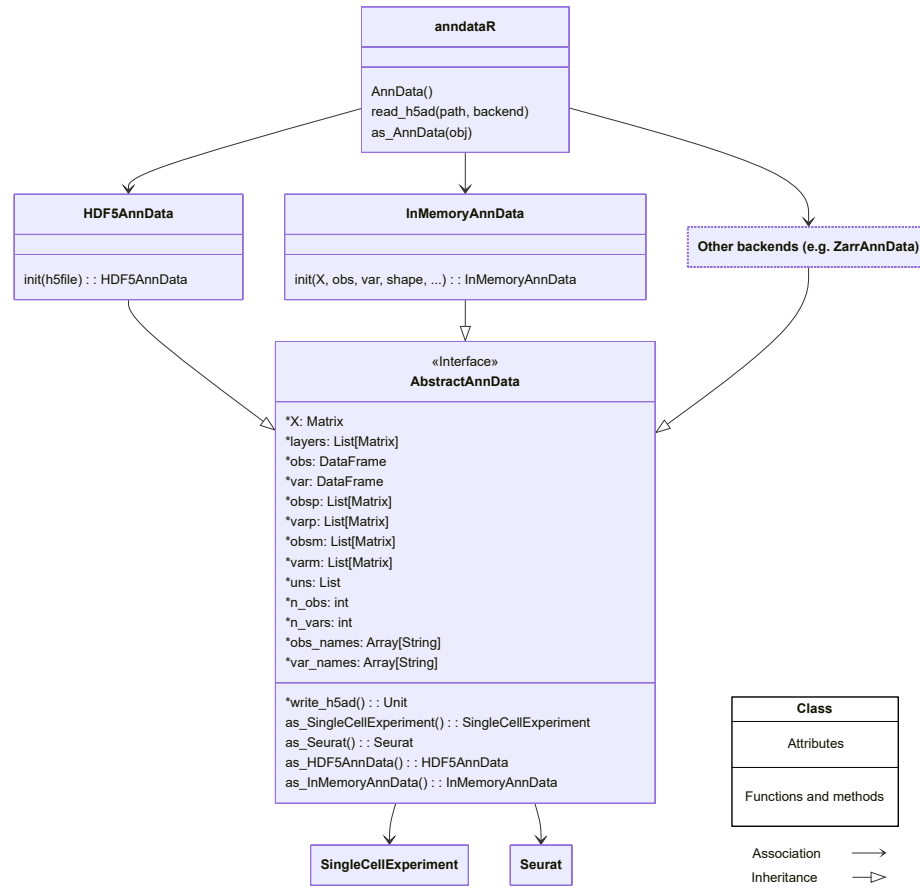 anndataR
AnnData()
read_h5ad(path, backend)
as_AnnData(obj)
HDF5AnnData
init(h5file) : : HDF5AnnData
InMemoryAnnData
init(X, obs, var, shape, ...) : : InMemoryAnnData
Other backends (e.g. ZarrAnnData)
«Interface»
AbstractAnnData
*X: Matrix
*layers: List[Matrix]
*obs: DataFrame
*var: DataFrame
*obsp: List[Matrix]
*varp: List[Matrix]
*obsm: List[Matrix]
*varm: List[Matrix]
*uns: List
*n_obs: int
*n_vars: int
*obs_names: Array[String]
*var_names: Array[String]
*write_h5ad() : : Unit
as_SingleCellExperiment() : : SingleCellExperiment
as_Seurat() : : Seurat
as_HDF5AnnData() : : HDF5AnnData
as_InMemoryAnnData() : : InMemoryAnnData
SingleCellExperiment
Seurat
Class
Attributes
Functions and methods
Association
Inheritance